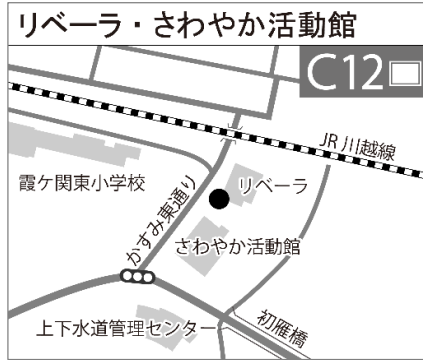 リベーラ・さわやか活動館
C12
JR川越線
霞ケ関東小学校
かすみ東通り
リベーラ
さわやか活動館
上下水道管理センター
初雁橋